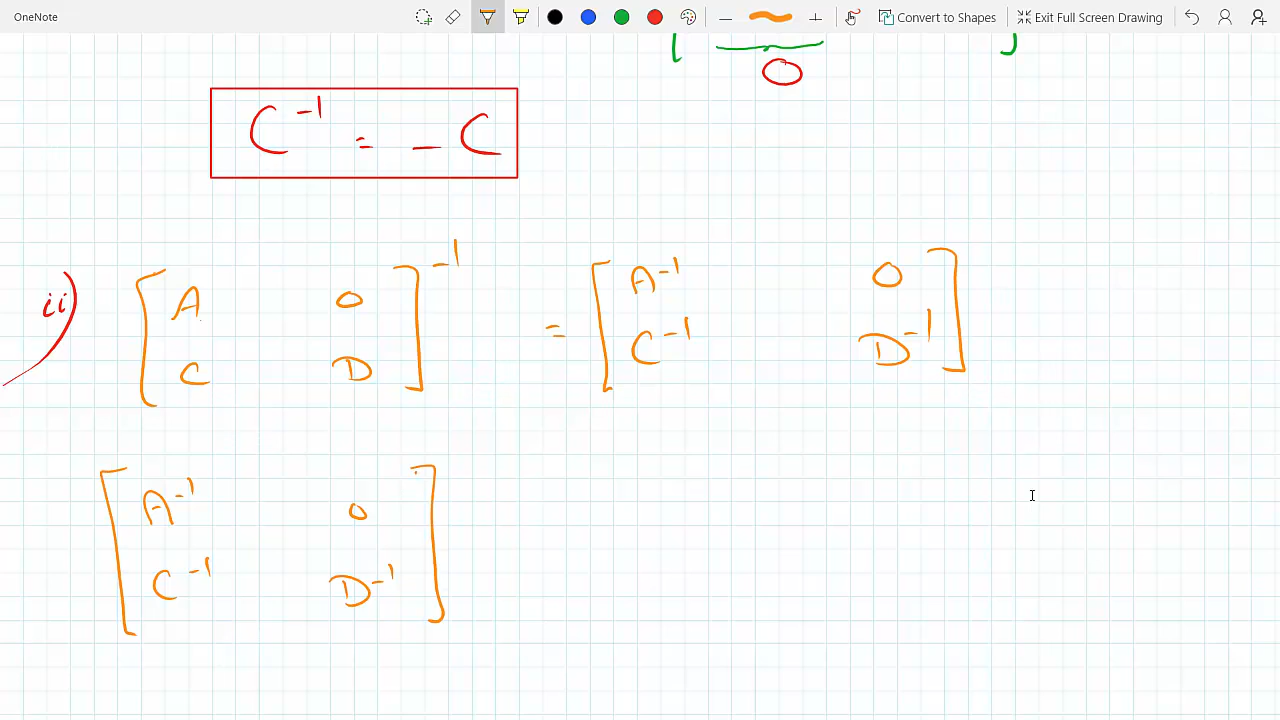 OneNote
Convert to Shapes
Exit Full Screen Drawing
0
C⁻¹ = - C
ii) [ A 0 ]⁻¹ = [ A⁻¹ 0 ]
[ C D ] [ C⁻¹ D⁻¹ ]
[ A⁻¹ 0 ]
[ C⁻¹ D⁻¹ ]